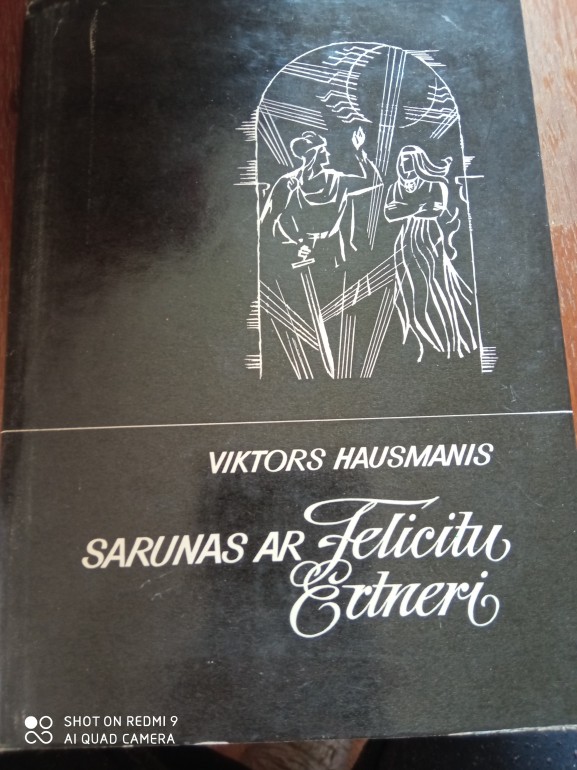 VIKTORS HAUSMANIS
SARUNAS AR Felicitu
Ertneri
SHOT ON REDMI 9
AI QUAD CAMERA